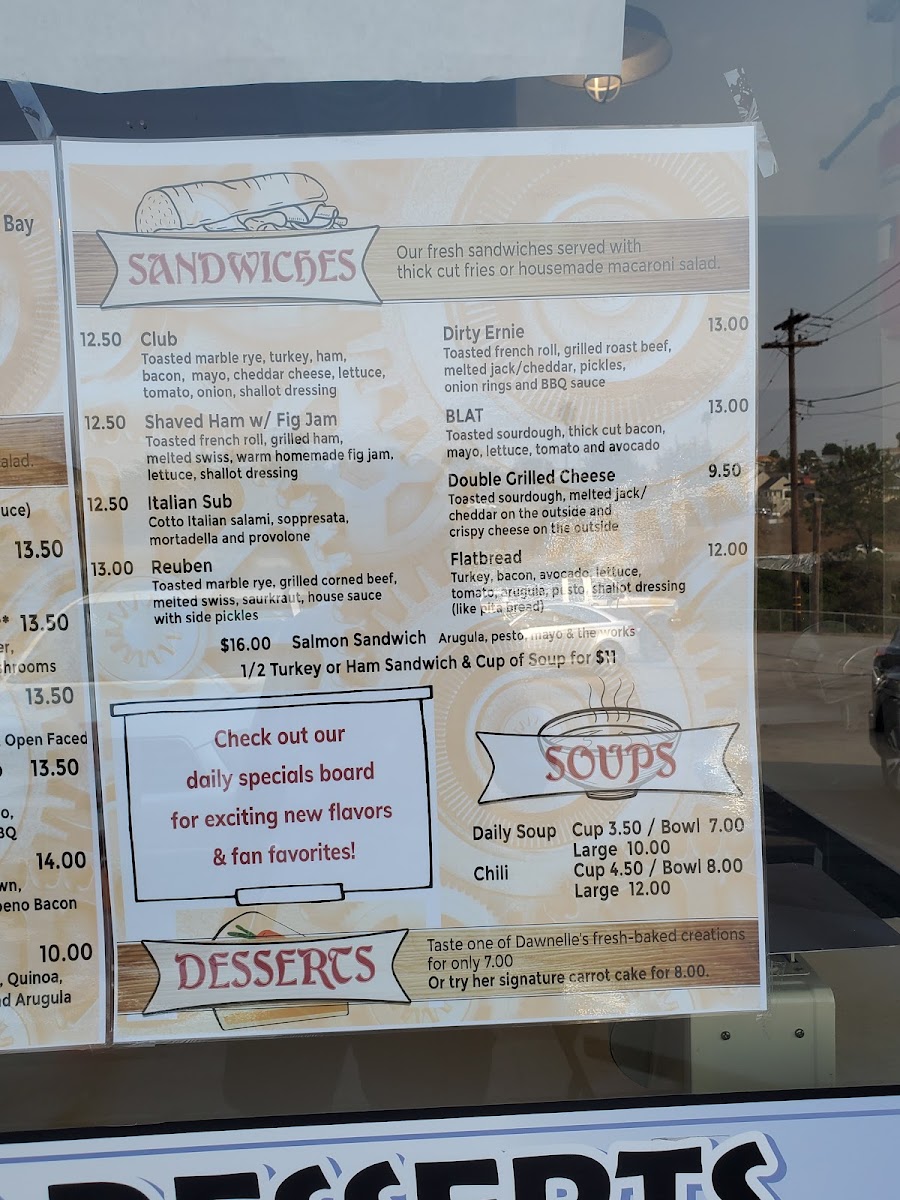 Bay
alad.
uce)
13.50
* 13.50
er,
hrooms
13.50
Open Faced
13.50
o,
BQ
14.00
wn,
peno Bacon
10.00
, Quinoa,
nd Arugula
SANDWICHES
Our fresh sandwiches served with
thick cut fries or housemade macaroni salad.
12.50 Club
Toasted marble rye, turkey, ham,
bacon, mayo, cheddar cheese, lettuce,
tomato, onion, shallot dressing
12.50 Shaved Ham w/ Fig Jam
Toasted french roll, grilled ham,
melted swiss, warm homemade fig jam,
lettuce, shallot dressing
12.50 Italian Sub
Cotto Italian salami, soppresata,
mortadella and provolone
13.00 Reuben
Toasted marble rye, grilled corned beef,
melted swiss, saurkraut, house sauce
with side pickles
Dirty Ernie 13.00
Toasted french roll, grilled roast beef,
melted jack/cheddar, pickles,
onion rings and BBQ sauce
BLAT 13.00
Toasted sourdough, thick cut bacon,
mayo, lettuce, tomato and avocado
Double Grilled Cheese 9.50
Toasted sourdough, melted jack/
cheddar on the outside and
crispy cheese on the outside
Flatbread 12.00
Turkey, bacon, avocado, lettuce,
tomato, arugula, pesto, shallot dressing
(like pita bread)
$16.00 Salmon Sandwich Arugula, pesto, mayo & the works
1/2 Turkey or Ham Sandwich & Cup of Soup for $11
Check out our
daily specials board
for exciting new flavors
& fan favorites!
SOUPS
Daily Soup Cup 3.50 / Bowl 7.00
Large 10.00
Chili Cup 4.50 / Bowl 8.00
Large 12.00
DESSERTS
Taste one of Dawnelle's fresh-baked creations
for only 7.00
Or try her signature carrot cake for 8.00.
DESSERTS